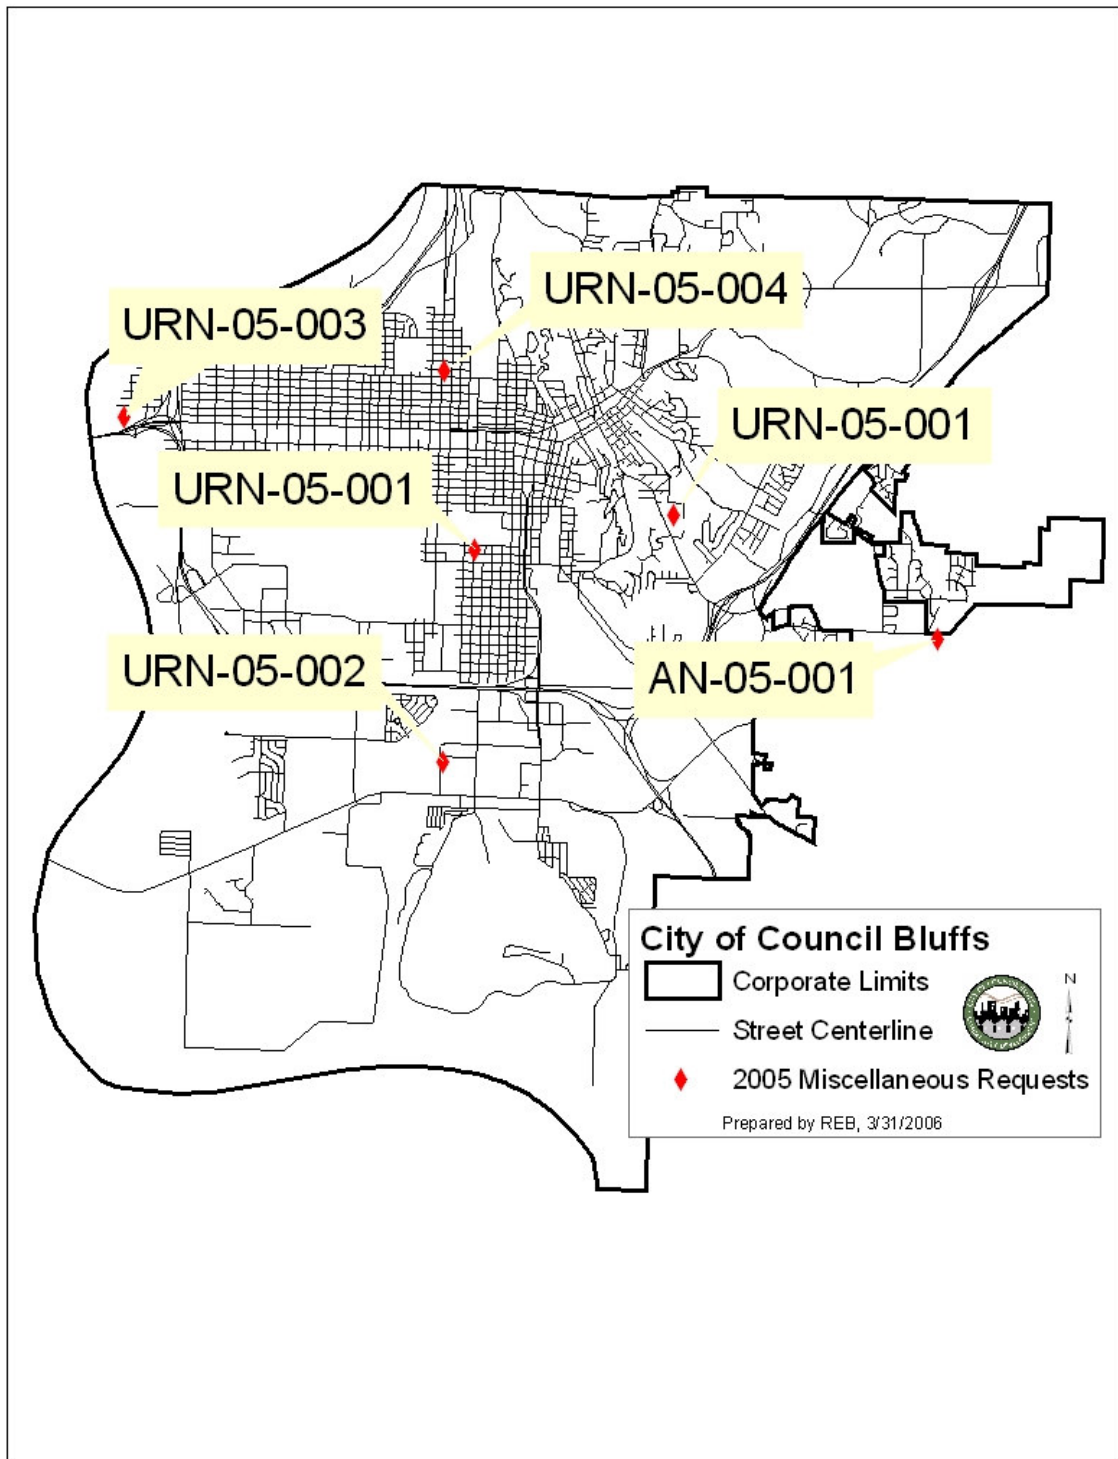 URN-05-004
URN-05-003
URN-05-001
URN-05-001
URN-05-002
AN-05-001
City of Council Bluffs
Corporate Limits
N
Street Centerline
2005 Miscellaneous Requests
Prepared by REB, 3/31/2006